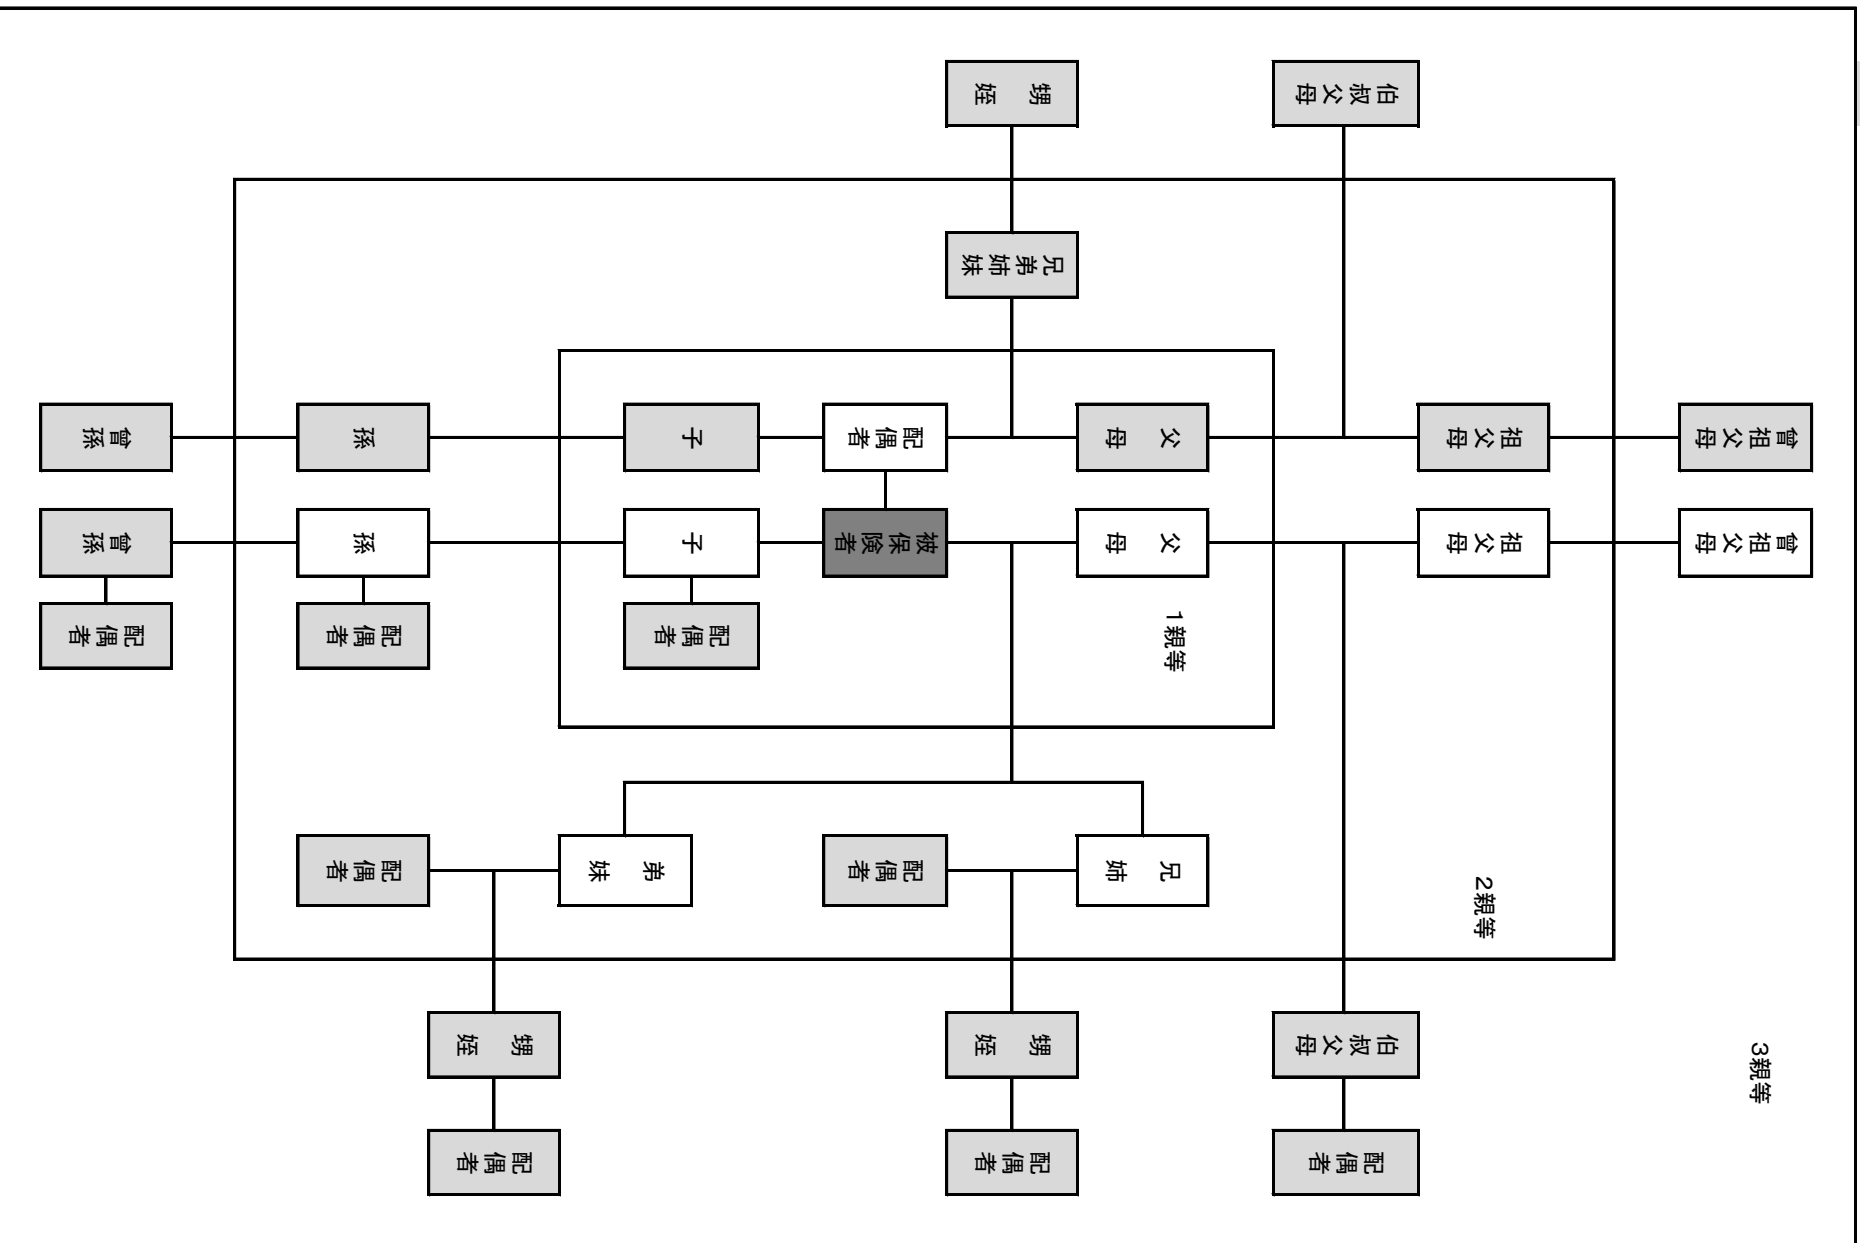 曾祖父母
曾祖父母
3親等
祖父母
祖父母
2親等
伯叔父母
伯叔父母
配偶者
父　母
父　母
1親等
兄　姉
甥　姪
兄弟姉妹
甥　姪
配偶者
配偶者
被保険者
配偶者
子
子
配偶者
弟　妹
甥　姪
配偶者
孫
孫
配偶者
配偶者
曾孫
曾孫
配偶者